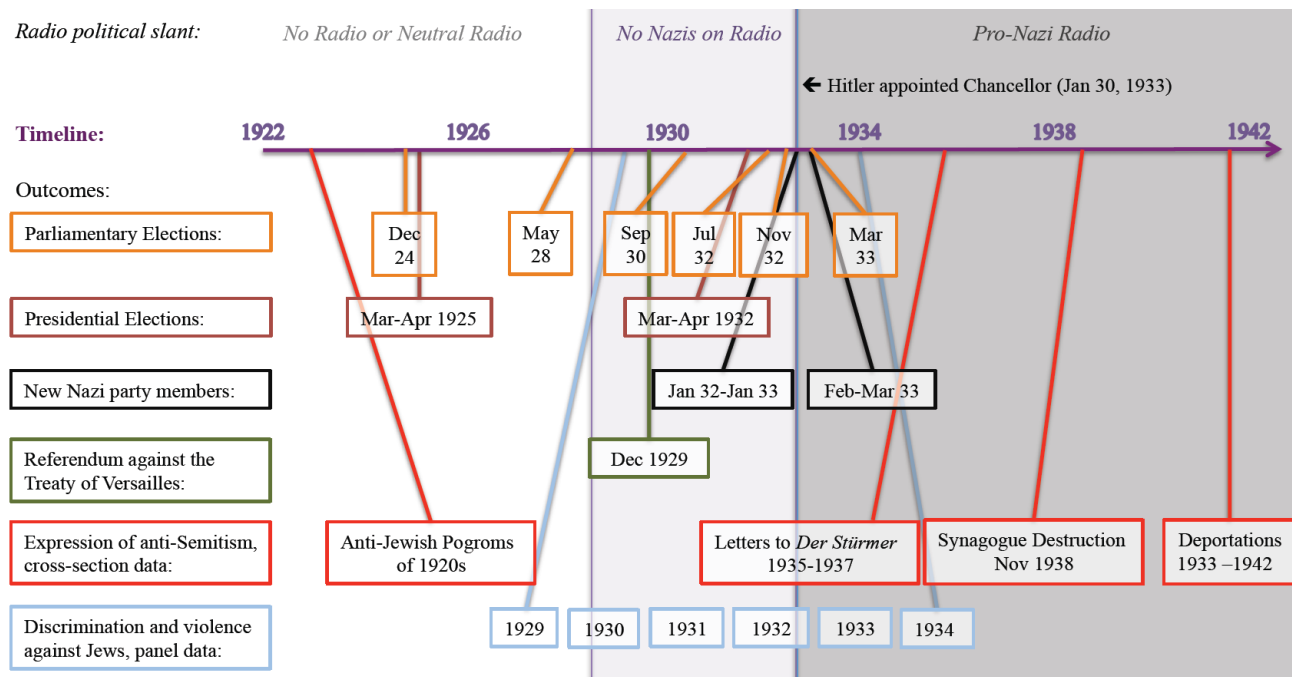 Radio political slant: No Radio or Neutral Radio No Nazis on Radio Pro-Nazi Radio
🡸 Hitler appointed Chancellor (Jan 30, 1933)
Timeline: 1922 1926 1930 1934 1938 1942
Outcomes:
Parliamentary Elections: Dec 24 May 28 Sep 30 Jul 32 Nov 32 Mar 33
Presidential Elections: Mar-Apr 1925 Mar-Apr 1932
New Nazi party members: Jan 32-Jan 33 Feb-Mar 33
Referendum against the
Treaty of Versailles:
Dec 1929
Expression of anti-Semitism,
cross-section data:
Anti-Jewish Pogroms
of 1920s
Letters to Der Stürmer
1935-1937
Synagogue Destruction
Nov 1938
Deportations
1933 –1942
Discrimination and violence
against Jews, panel data:
1929 1930 1931 1932 1933 1934